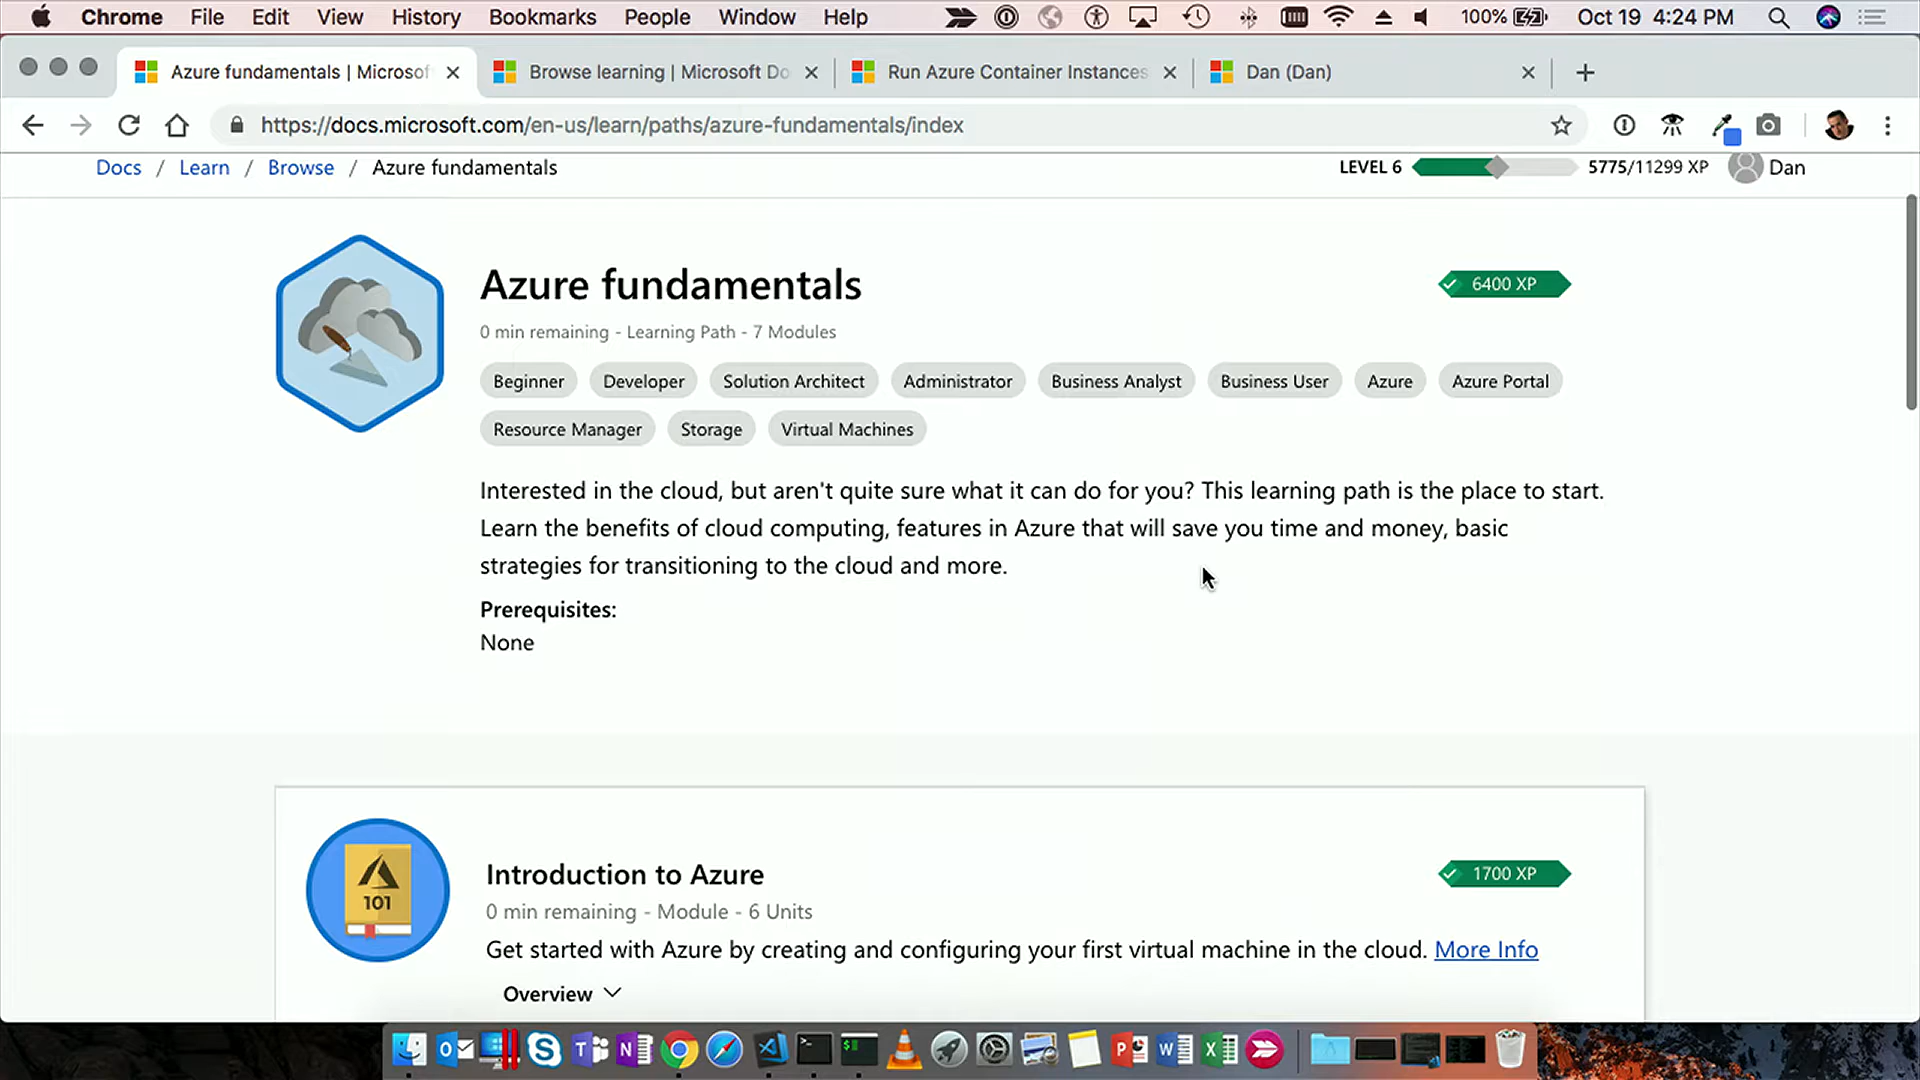 Chrome File Edit View History Bookmarks People Window Help 100% Oct 19 4:24 PM
Azure fundamentals | Microsof Browse learning | Microsoft Do Run Azure Container Instances Dan (Dan)
https://docs.microsoft.com/en-us/learn/paths/azure-fundamentals/index
Docs / Learn / Browse / Azure fundamentals LEVEL 6 5775/11299 XP Dan
Azure fundamentals 6400 XP
0 min remaining - Learning Path - 7 Modules
Beginner Developer Solution Architect Administrator Business Analyst Business User Azure Azure Portal
Resource Manager Storage Virtual Machines
Interested in the cloud, but aren't quite sure what it can do for you? This learning path is the place to start.
Learn the benefits of cloud computing, features in Azure that will save you time and money, basic
strategies for transitioning to the cloud and more.
Prerequisites:
None
Introduction to Azure 1700 XP
101
0 min remaining - Module - 6 Units
Get started with Azure by creating and configuring your first virtual machine in the cloud. More Info
Overview